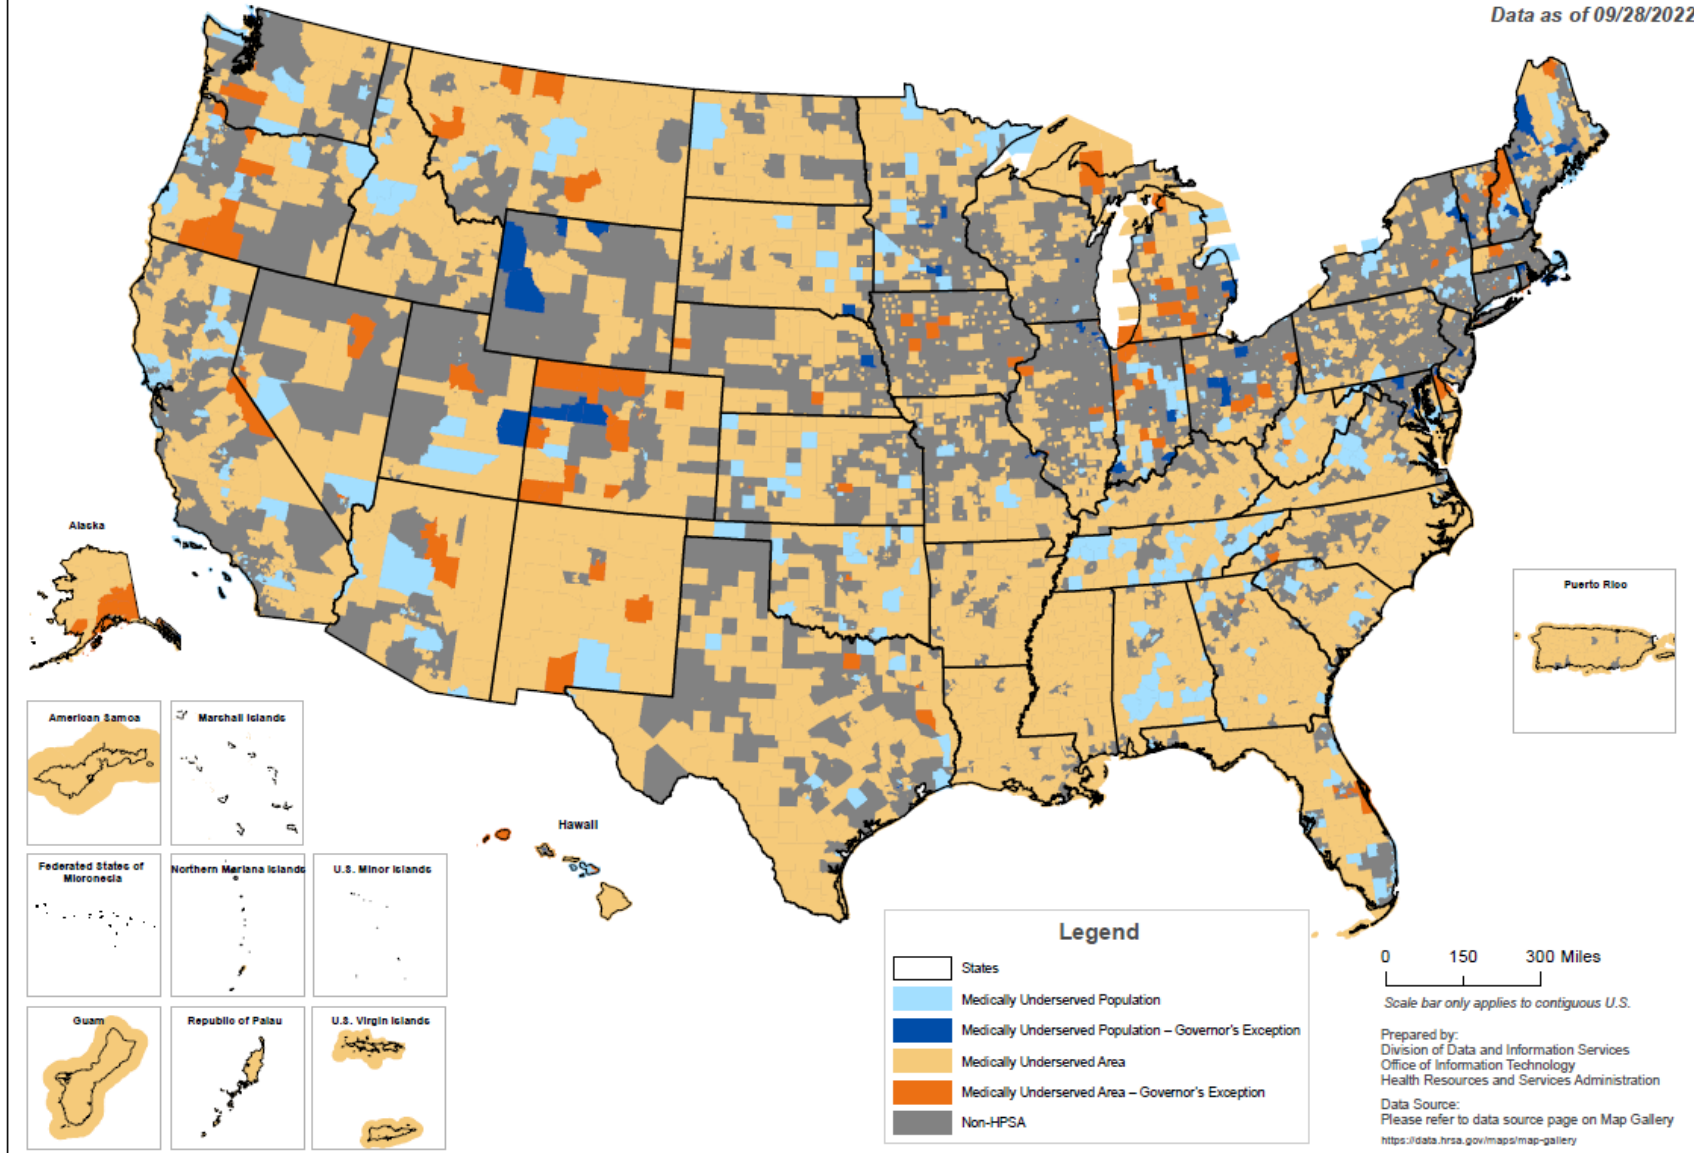 Data as of 09/28/2022
Alaska
Puerto Rico
American Samoa
Marshall Islands
Hawaii
Federated States of
Micronesia
Northern Mariana Islands
U.S. Minor Islands
Guam
Republic of Palau
U.S. Virgin Islands
Legend
States
Medically Underserved Population
Medically Underserved Population – Governor's Exception
Medically Underserved Area
Medically Underserved Area – Governor's Exception
Non-HPSA
0 150 300 Miles
Scale bar only applies to contiguous U.S.
Prepared by:
Division of Data and Information Services
Office of Information Technology
Health Resources and Services Administration
Data Source:
Please refer to data source page on Map Gallery
https://data.hrsa.gov/maps/map-gallery